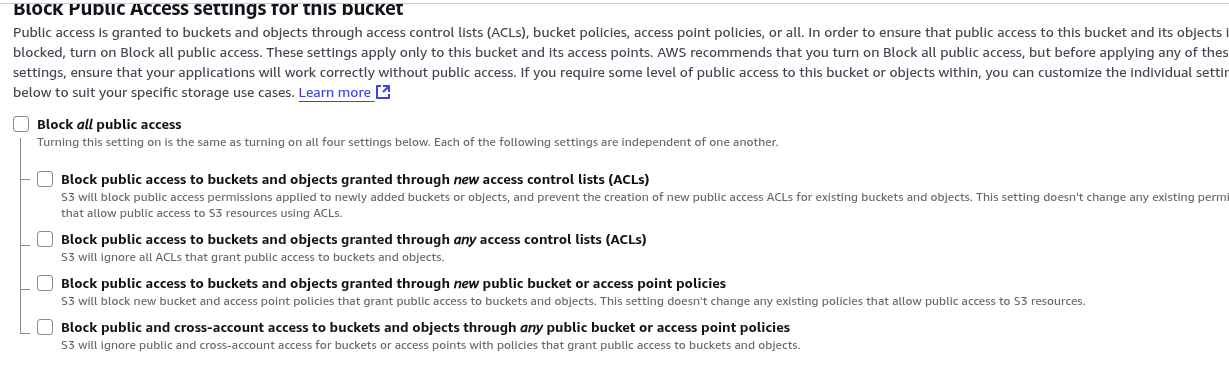 Block Public Access settings for this bucket
Public access is granted to buckets and objects through access control lists (ACLs), bucket policies, access point policies, or all. In order to ensure that public access to this bucket and its objects
blocked, turn on Block all public access. These settings apply only to this bucket and its access points. AWS recommends that you turn on Block all public access, but before applying any of
settings, ensure that your applications will work correctly without public access. If you require some level of public access to this bucket or objects within, you can customize the individual
below to suit your specific storage use cases. Learn more
Block all public access
Turning this setting on is the same as turning on all four settings below. Each of the following settings are independent of one another.
Block public access to buckets and objects granted through new access control lists (ACLs)
S3 will block public access permissions applied to newly added buckets or objects, and prevent the creation of new public access ACLs for existing buckets and objects. This setting doesn't change any existing
that allow public access to S3 resources using ACLs.
Block public access to buckets and objects granted through any access control lists (ACLs)
S3 will ignore all ACLs that grant public access to buckets and objects.
Block public access to buckets and objects granted through new public bucket or access point policies
S3 will block new bucket and access point policies that grant public access to buckets and objects. This setting doesn't change any existing policies that allow public access to S3 resources.
Block public and cross-account access to buckets and objects through any public bucket or access point policies
S3 will ignore public and cross-account access for buckets or access points with policies that grant public access to buckets and objects.